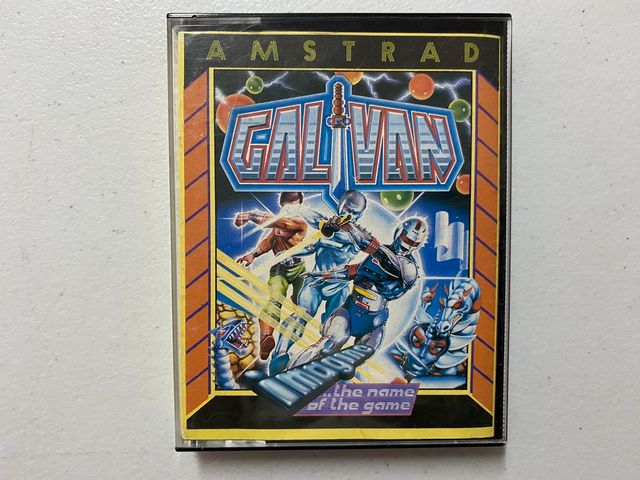 AMSTRAD
GALIVAN
Imagine
...the name
of the game